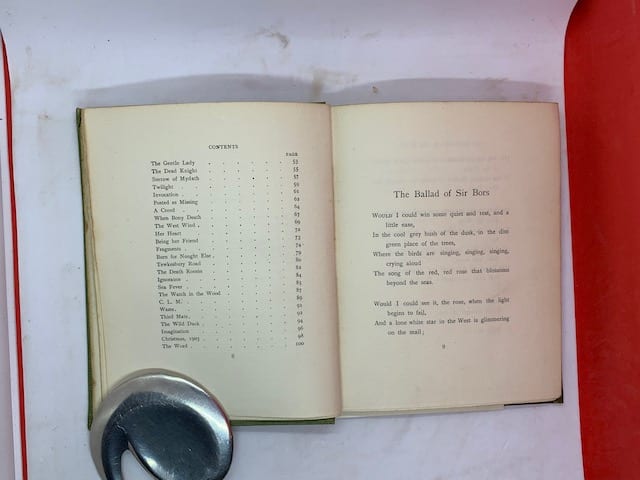 CONTENTS
PAGE
The Gentle Lady . . . . . . 53
The Dead Knight . . . . . . 55
Sorrow of Mydath . . . . . . 57
Twilight . . . . . .
Invocation . . . . . . 61
Posted as Missing . . . . . . 62
A Creed . . . . . . 64
When Bony Death . . . . . . 67
The West Wind . . . . . . 69
Her Heart . . . . . .
Being her Friend . . . . . .
Fragments . . . . . . 74
Born for Nought Else . . . . . . 79
Tewkesbury Road . . . . . . 80
The Death Rooms . . . . . . 82
Ignorance . . . . . .
Sea Fever . . . . . .
The Watch in the Wood . . . . . . 87
C. L. M. . . . . . . 89
Waste . . . . . . 91
Third Mate . . . . . . 92
The Wild Duck . . . . . . 94
Imagination . . . . . . 96
Christmas, 1903 . . . . . . 98
The Word . . . . . . 100
8
The Ballad of Sir Bors
WOULD I could win some quiet and rest, and a
little ease,
In the cool grey hush of the dusk, in the dim
green place of the trees,
Where the birds are singing, singing, singing,
crying aloud
The song of the red, red rose that blossoms
beyond the seas.
Would I could see it, the rose, when the light
begins to fail,
And a lone white star in the West is glimmering
on the mail;
9